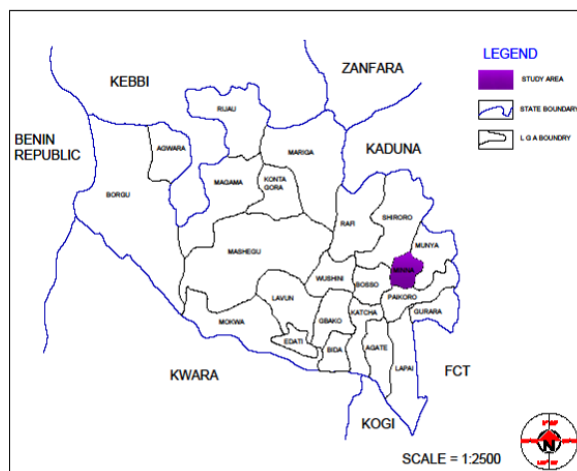 KEBBI
ZANFARA
LEGEND
STUDY AREA
STATE BOUNDARY
L G A BOUNDRY
RIJAU
BENIN
REPUBLIC
AGWARA
MARIGA
KADUNA
MAGAMA
KONTA
GORA
BORGU
SHIRORO
RAFI
MUNYA
MASHEGU
MINNA
WUSHINI
BOSSO
LAVUN
PAIKORO
MOKWA
GBAKO
KATCHA
GURARA
EDATI
BIDA
AGATE
LAPAI
FCT
KWARA
KOGI
N
SCALE = 1:2500